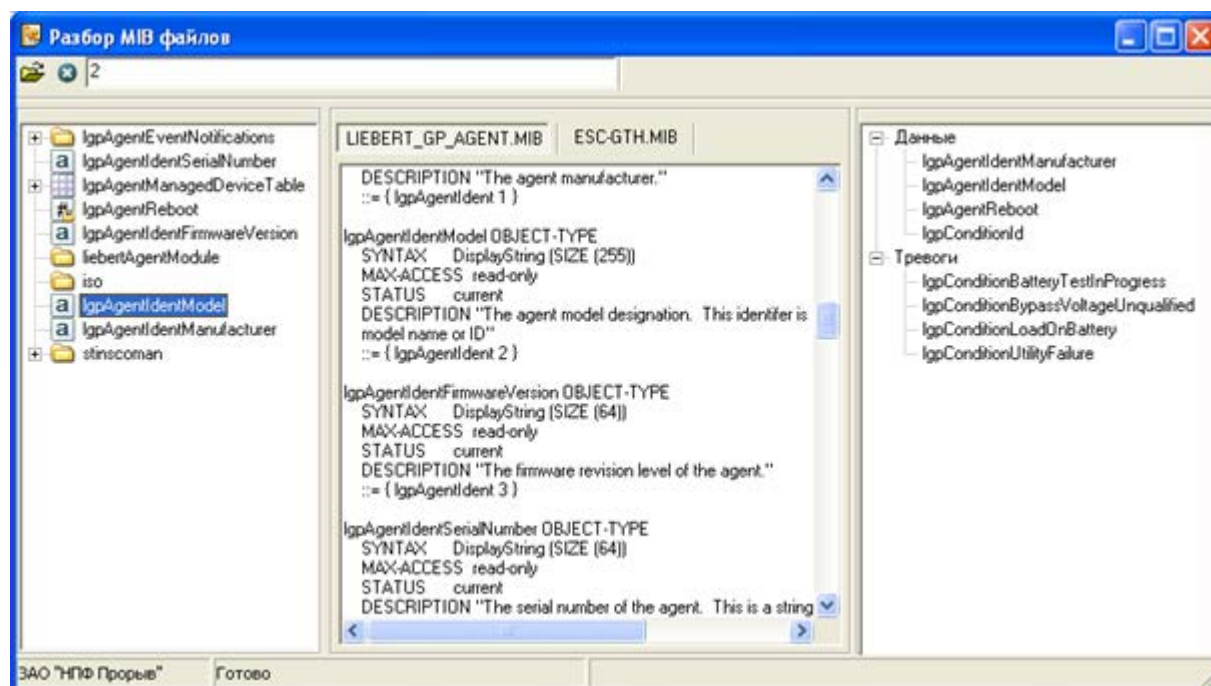 Разбор MIB файлов
2
lgpAgentEventNotifications
lgpAgentIdentSerialNumber
lgpAgentManagedDeviceTable
lgpAgentReboot
lgpAgentIdentFirmwareVersion
liebertAgentModule
iso
lgpAgentIdentModel
lgpAgentIdentManufacturer
stinscoman
LIEBERT_GP_AGENT.MIB ESC-GTH.MIB
DESCRIPTION "The agent manufacturer."
::= { lgpAgentIdent 1 }
lgpAgentIdentModel OBJECT-TYPE
SYNTAX DisplayString (SIZE (255))
MAX-ACCESS read-only
STATUS current
DESCRIPTION "The agent model designation. This identifer is
model name or ID"
::= { lgpAgentIdent 2 }
lgpAgentIdentFirmwareVersion OBJECT-TYPE
SYNTAX DisplayString (SIZE (64))
MAX-ACCESS read-only
STATUS current
DESCRIPTION "The firmware revision level of the agent."
::= { lgpAgentIdent 3 }
lgpAgentIdentSerialNumber OBJECT-TYPE
SYNTAX DisplayString (SIZE (64))
MAX-ACCESS read-only
STATUS current
DESCRIPTION "The serial number of the agent. This is a string
Данные
lgpAgentIdentManufacturer
lgpAgentIdentModel
lgpAgentReboot
lgpConditionId
Тревоги
lgpConditionBatteryTestInProgress
lgpConditionBypassVoltageUnqualified
lgpConditionLoadOnBattery
lgpConditionUtilityFailure
ЗАО "НПФ Прорыв" Готово